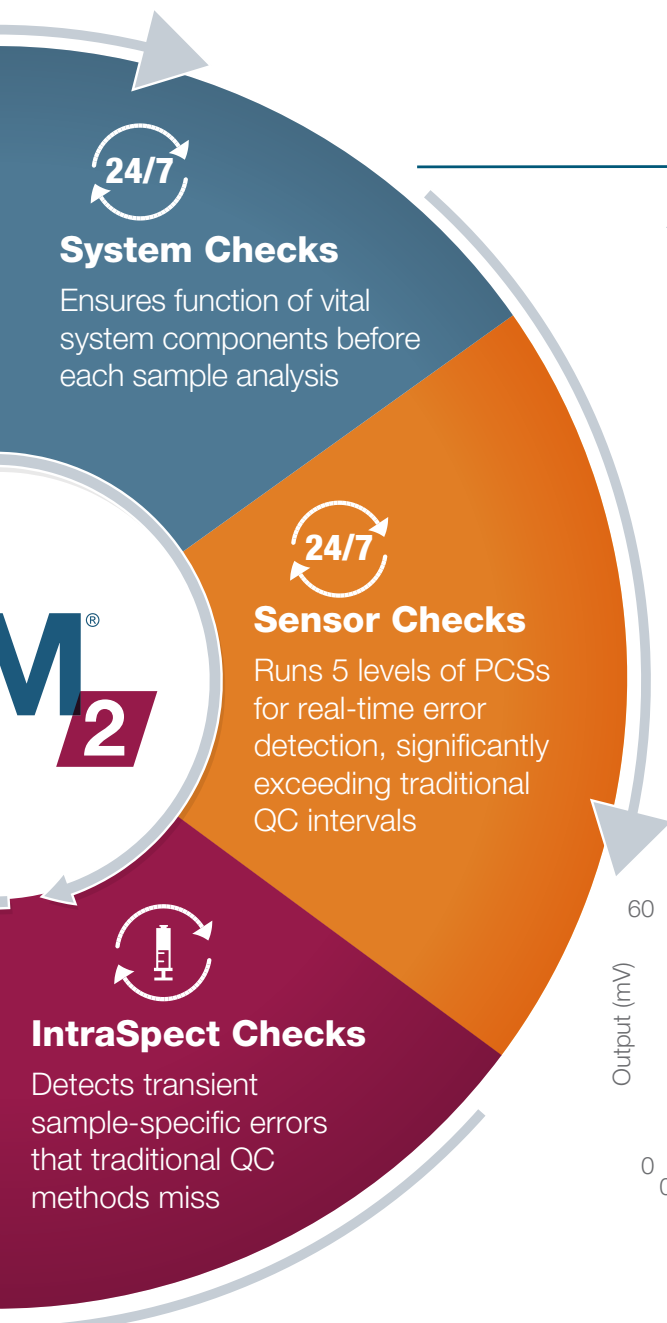 24/7
System Checks
Ensures function of vital
system components before
each sample analysis
24/7
Sensor Checks
Runs 5 levels of PCSs
for real-time error
detection, significantly
exceeding traditional
QC intervals
M®
2
IntraSpect Checks
Detects transient
sample-specific errors
that traditional QC
methods miss
60
Output (mV)
0
0